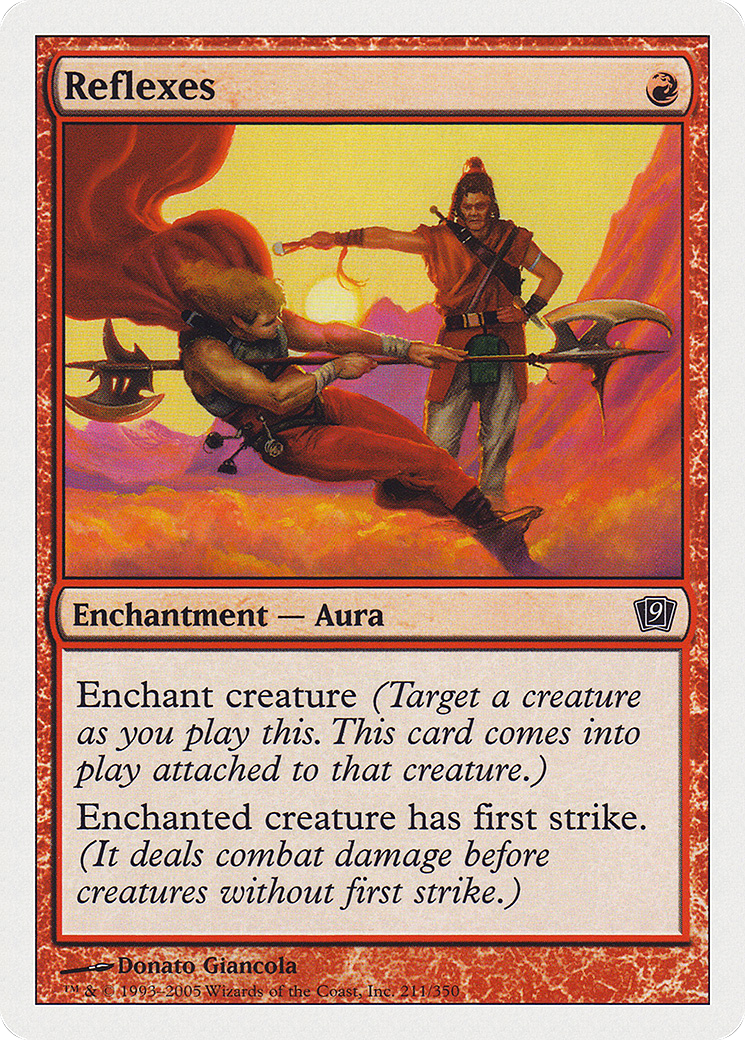 Reflexes
Enchantment — Aura
9
Enchant creature (Target a creature
as you play this. This card comes into
play attached to that creature.)
Enchanted creature has first strike.
(It deals combat damage before
creatures without first strike.)
Donato Giancola
™ & © 1993–2005 Wizards of the Coast, Inc. 211/350